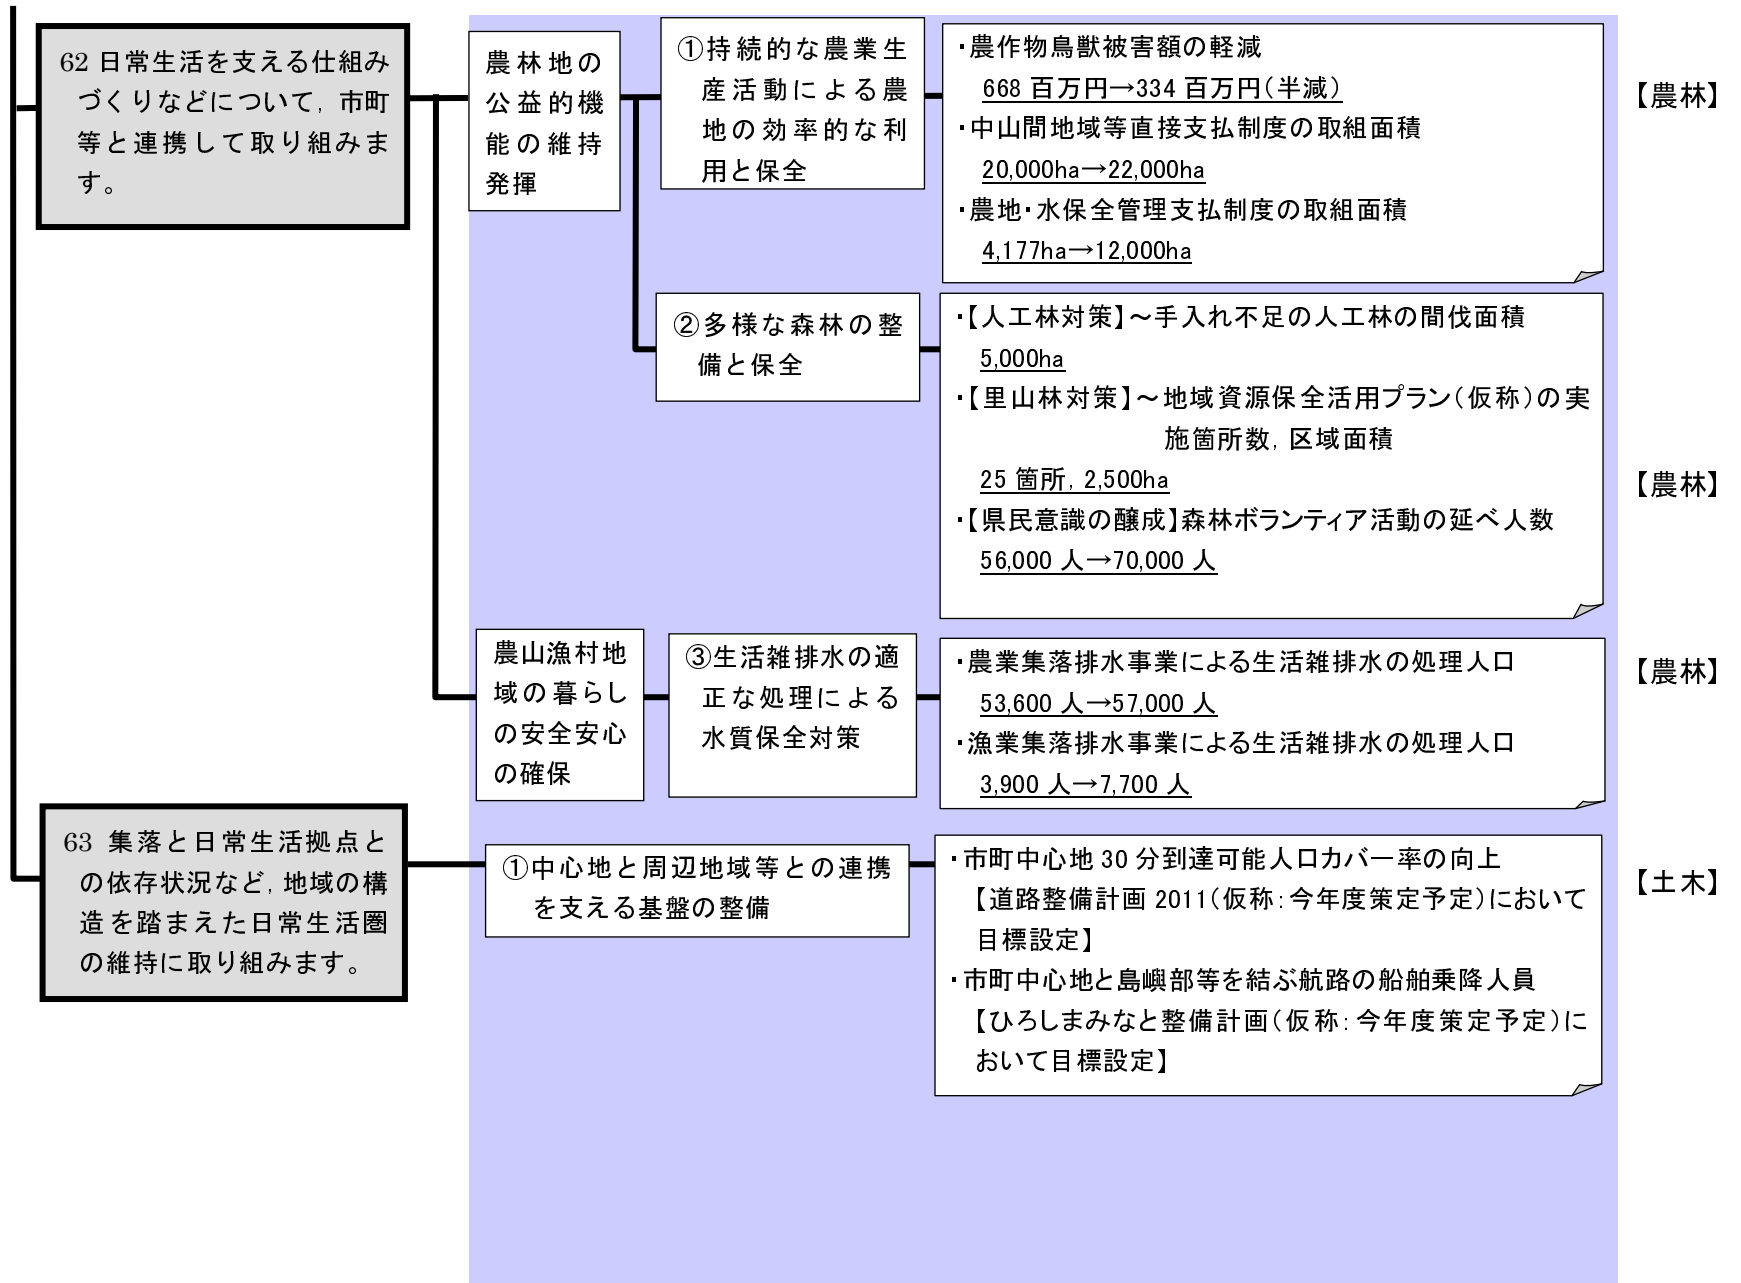 62 日常生活を支える仕組み
づくりなどについて，市町
等と連携して取り組みま
す。
農林地の
公益的機
能の維持
発揮
①持続的な農業生
産活動による農
地の効率的な利
用と保全
・農作物鳥獣被害額の軽減
668 百万円→334 百万円（半減）
・中山間地域等直接支払制度の取組面積
20,000ha→22,000ha
・農地・水保全管理支払制度の取組面積
4,177ha→12,000ha
【農林】
②多様な森林の整
備と保全
・【人工林対策】～手入れ不足の人工林の間伐面積
5,000ha
・【里山林対策】～地域資源保全活用プラン（仮称）の実
施箇所数，区域面積
25 箇所，2,500ha
・【県民意識の醸成】森林ボランティア活動の延べ人数
56,000 人→70,000 人
【農林】
農山漁村地
域の暮らし
の安全安心
の確保
③生活雑排水の適
正な処理による
水質保全対策
・農業集落排水事業による生活雑排水の処理人口
53,600 人→57,000 人
・漁業集落排水事業による生活雑排水の処理人口
3,900 人→7,700 人
【農林】
63 集落と日常生活拠点と
の依存状況など，地域の構
造を踏まえた日常生活圏
の維持に取り組みます。
①中心地と周辺地域等との連携
を支える基盤の整備
・市町中心地 30 分到達可能人口カバー率の向上
【道路整備計画 2011（仮称：今年度策定予定）において
目標設定】
・市町中心地と島嶼部等を結ぶ航路の船舶乗降人員
【ひろしまみなと整備計画（仮称：今年度策定予定）に
おいて目標設定】
【土木】